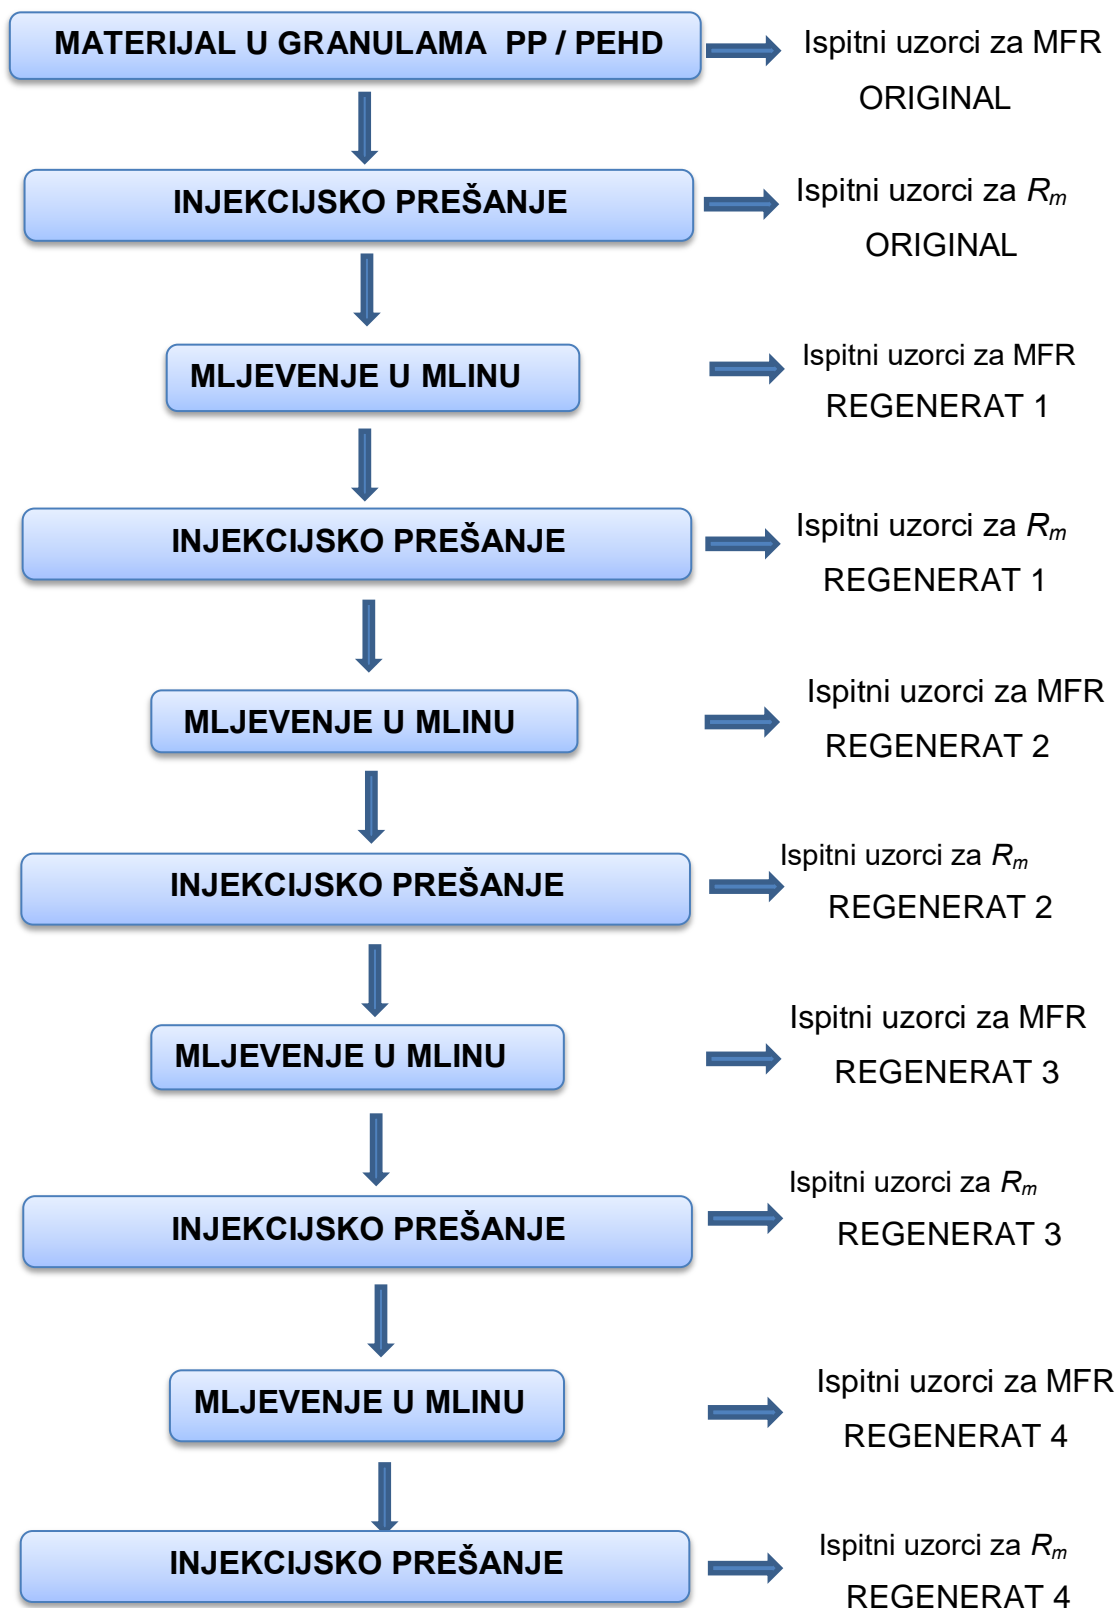 MATERIJAL U GRANULAMA PP / PEHD
Ispitni uzorci za MFR
ORIGINAL
INJEKCIJSKO PREŠANJE
Ispitni uzorci za Rm
ORIGINAL
MLJEVENJE U MLINU
Ispitni uzorci za MFR
REGENERAT 1
INJEKCIJSKO PREŠANJE
Ispitni uzorci za Rm
REGENERAT 1
MLJEVENJE U MLINU
Ispitni uzorci za MFR
REGENERAT 2
INJEKCIJSKO PREŠANJE
Ispitni uzorci za Rm
REGENERAT 2
MLJEVENJE U MLINU
Ispitni uzorci za MFR
REGENERAT 3
INJEKCIJSKO PREŠANJE
Ispitni uzorci za Rm
REGENERAT 3
MLJEVENJE U MLINU
Ispitni uzorci za MFR
REGENERAT 4
INJEKCIJSKO PREŠANJE
Ispitni uzorci za Rm
REGENERAT 4